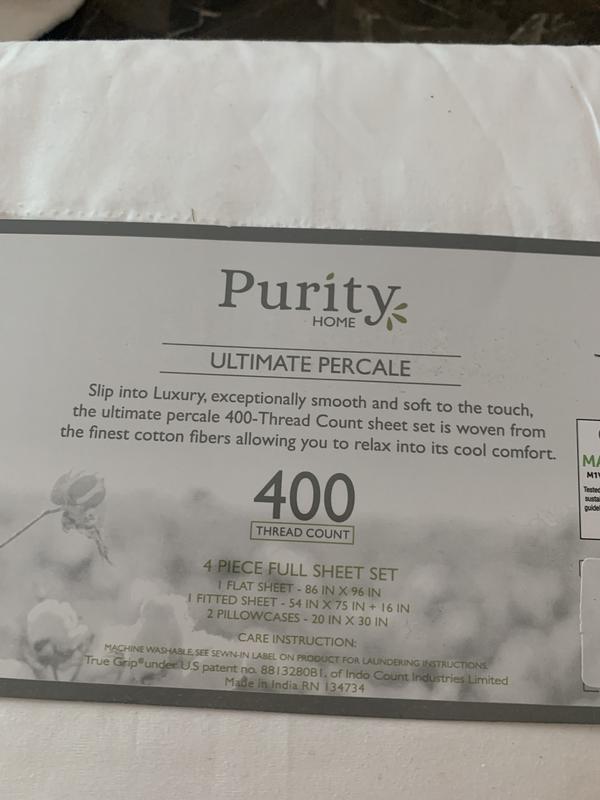 Purity
HOME
ULTIMATE PERCALE
Slip into Luxury, exceptionally smooth and soft to the touch,
the ultimate percale 400-Thread Count sheet set is woven from
the finest cotton fibers allowing you to relax into its cool comfort.
400
THREAD COUNT
4 PIECE FULL SHEET SET
1 FLAT SHEET - 86 IN X 96 IN
1 FITTED SHEET - 54 IN X 75 IN + 16 IN
2 PILLOWCASES - 20 IN X 30 IN
CARE INSTRUCTION:
MACHINE WASHABLE, SEE SEWN-IN LABEL ON PRODUCT FOR LAUNDERING INSTRUCTIONS.
True Grip® under U.S patent no. 8813280B1. of Indo Count Industries Limited
Made in India RN 134734
MA
M1
Tested
susta
guidel